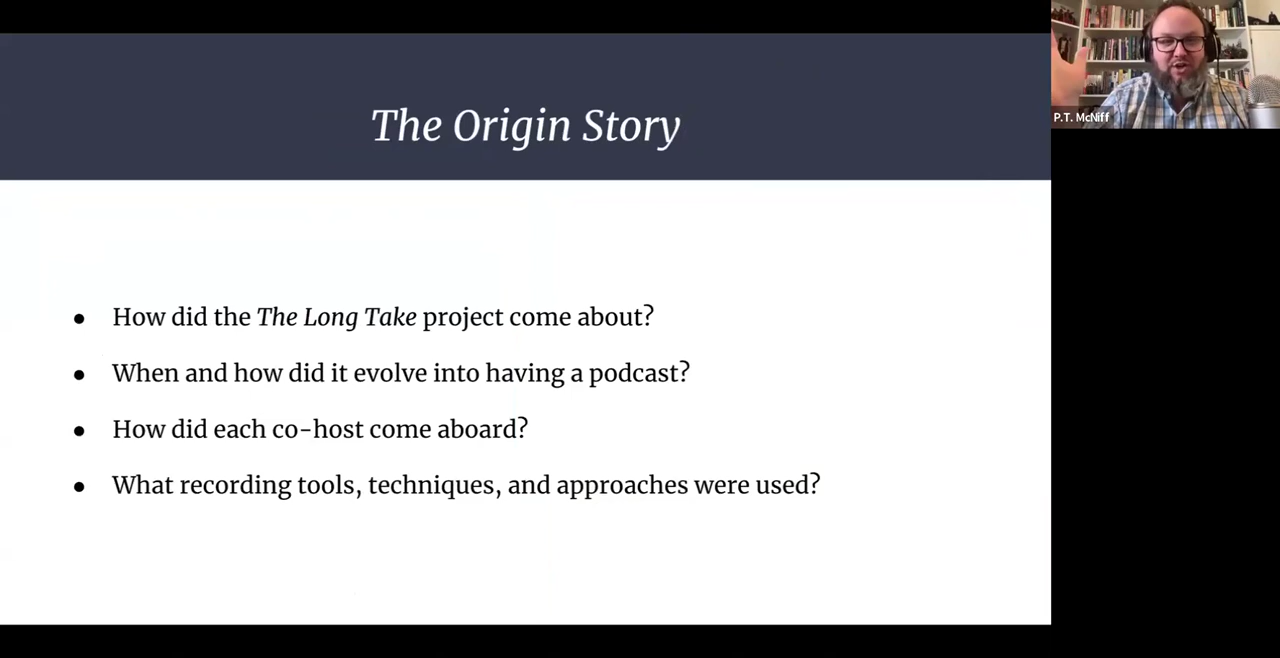 The Origin Story
P.T. McNiff
● How did the The Long Take project come about?
● When and how did it evolve into having a podcast?
● How did each co-host come aboard?
● What recording tools, techniques, and approaches were used?